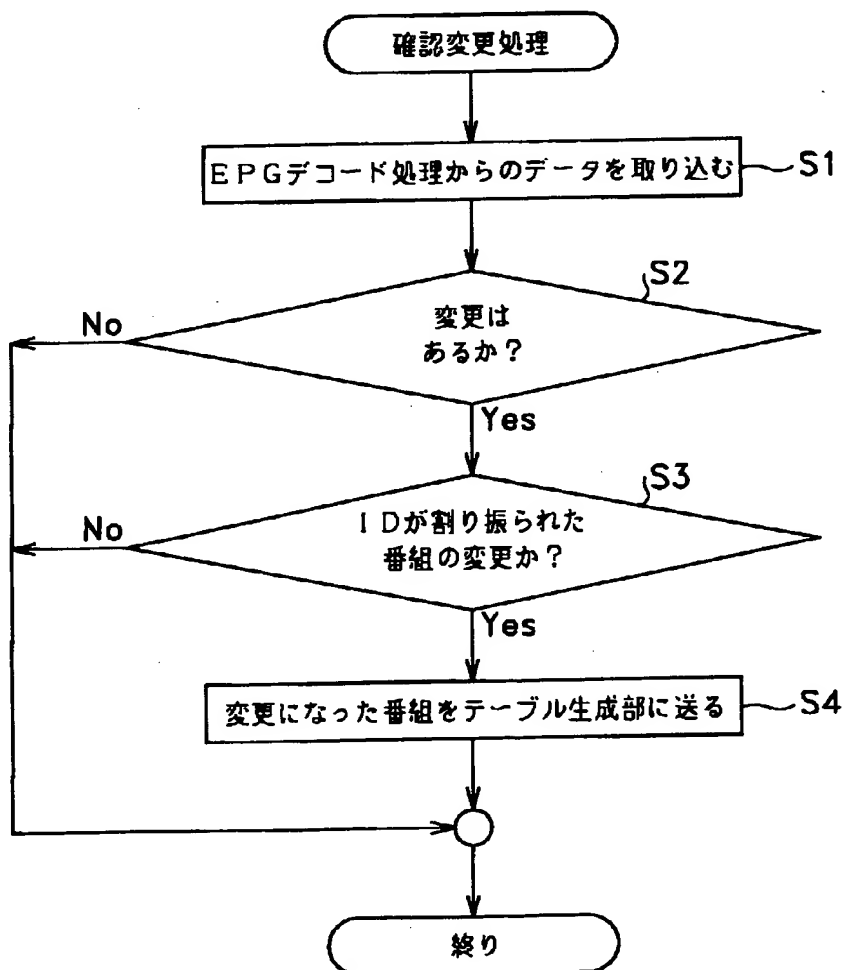 確認変更処理
EPGデコード処理からのデータを取り込む
S1
S2
変更は
あるか?
No
Yes
S3
IDが割り振られた
番組の変更か?
No
Yes
変更になった番組をテーブル生成部に送る
S4
終り